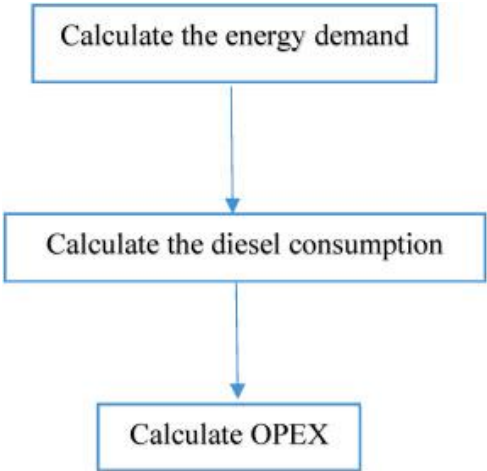 Calculate the energy demand
Calculate the diesel consumption
Calculate OPEX